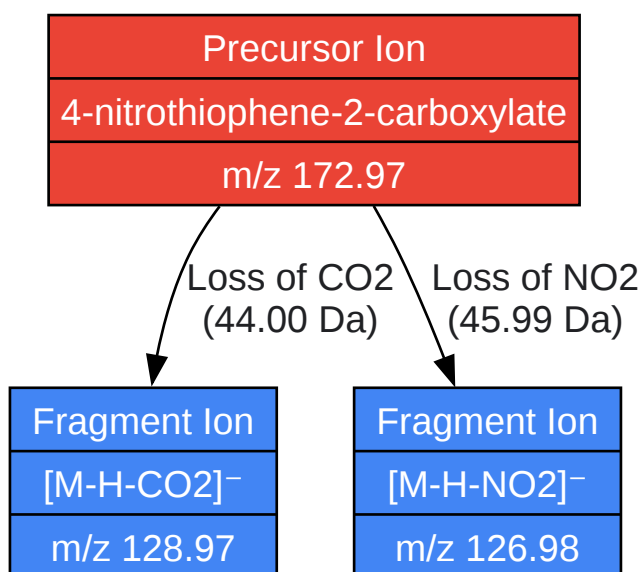 Precursor Ion
4-nitrothiophene-2-carboxylate
m/z 172.97
Loss of CO2
(44.00 Da)
Loss of NO2
(45.99 Da)
Fragment Ion
[M-H-CO2]⁻
m/z 128.97
Fragment Ion
[M-H-NO2]⁻
m/z 126.98